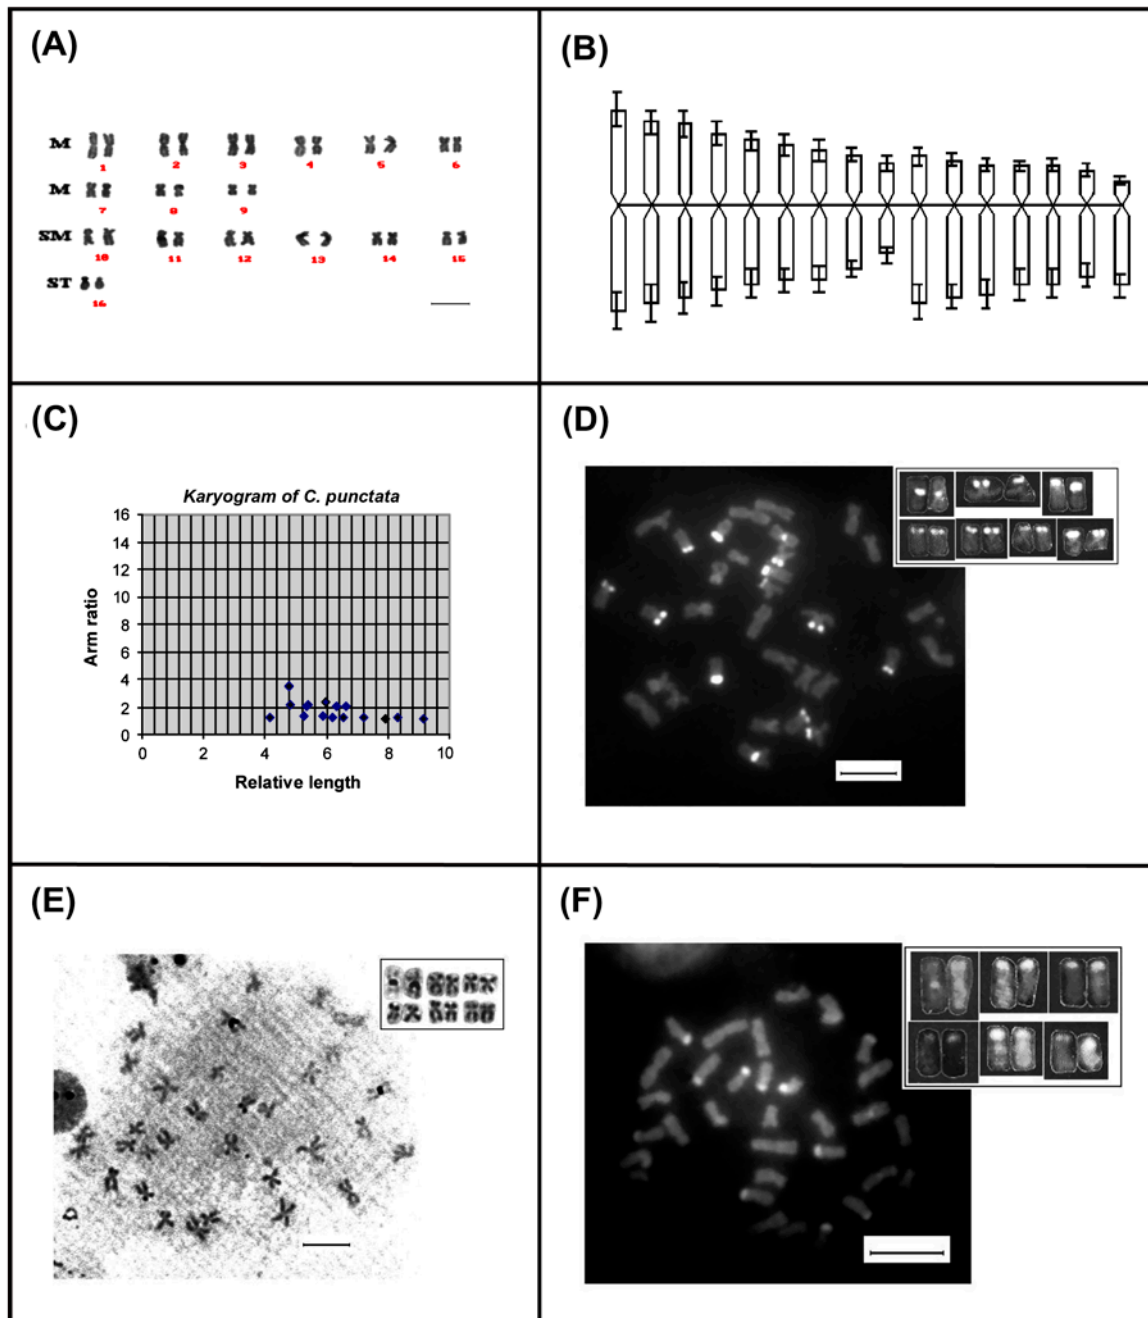 (A)
M
1 2 3 4 5 6
M
7 8 9
SM
10 11 12 13 14 15
ST
16
(B)
(C)
Karyogram of C. punctata
16
14
12
10
8
6
4
2
0
0 2 4 6 8 10
Arm ratio
Relative length
(D)
(E)
(F)